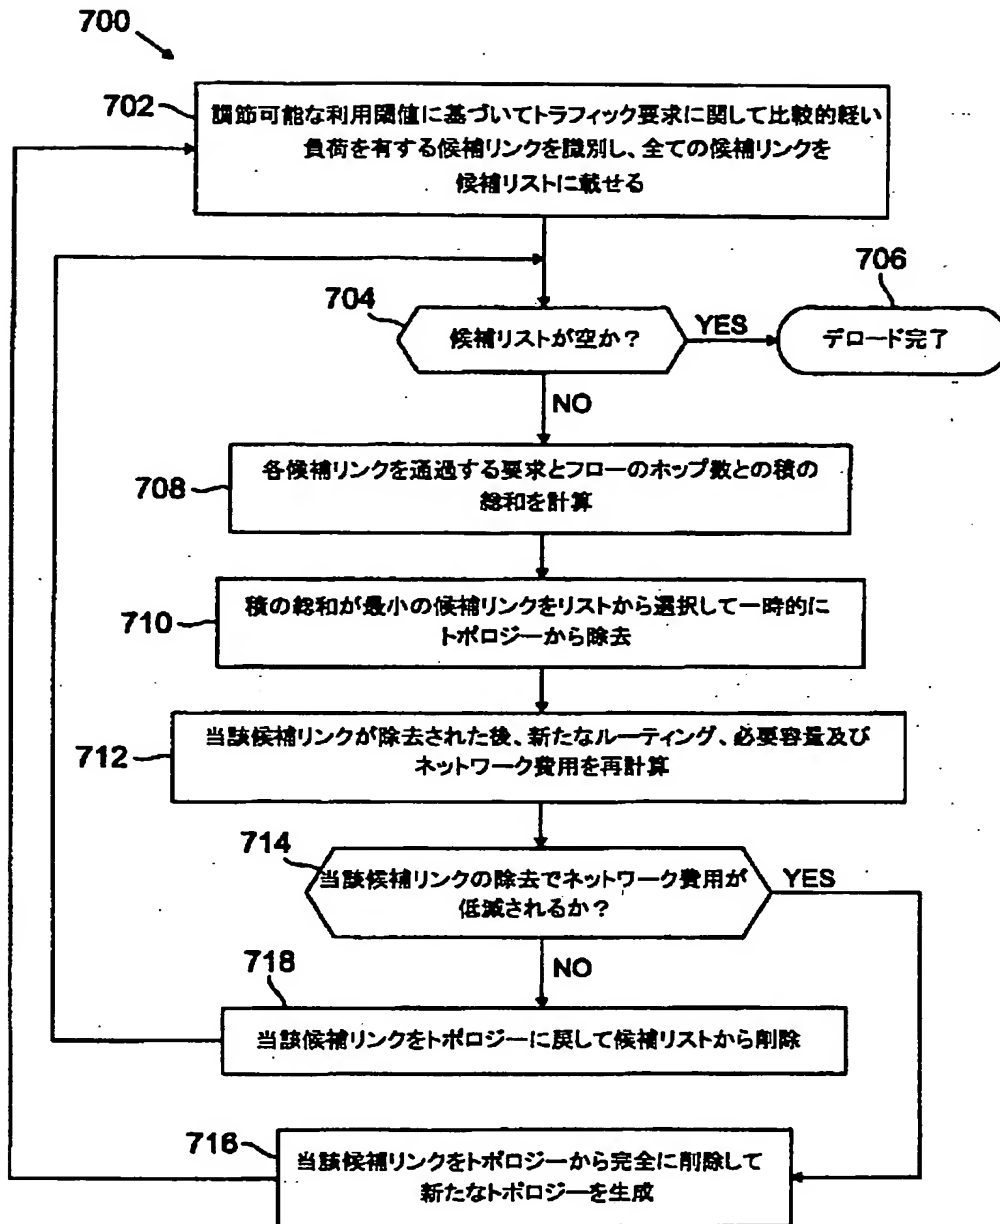 700
702
調節可能な利用閾値に基づいてトラフィック要求に関して比較的軽い
負荷を有する候補リンクを識別し、全ての候補リンクを
候補リストに載せる
704
候補リストが空か?
YES
706
デロード完了
NO
708
各候補リンクを通過する要求とフローのホップ数との積の
総和を計算
710
積の総和が最小の候補リンクをリストから選択して一時的に
トポロジーから除去
712
当該候補リンクが除去された後、新たなルーティング、必要容量及び
ネットワーク費用を再計算
714
当該候補リンクの除去でネットワーク費用が
低減されるか?
YES
NO
718
当該候補リンクをトポロジーに戻して候補リストから削除
716
当該候補リンクをトポロジーから完全に削除して
新たなトポロジーを生成